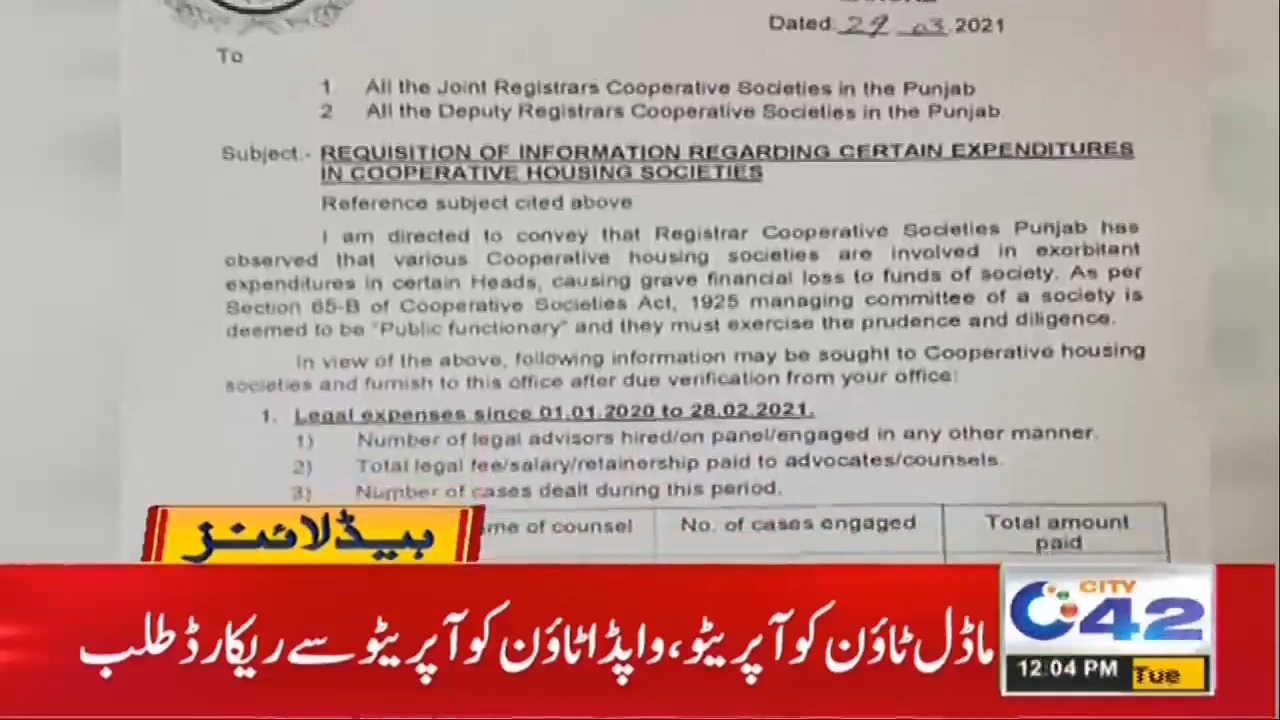 Dated. 29 .03.2021
To
1. All the Joint Registrars Cooperative Societies in the Punjab
2 All the Deputy Registrars Cooperative Societies in the Punjab.
Subject.- REQUISITION OF INFORMATION REGARDING CERTAIN EXPENDITURES
IN COOPERATIVE HOUSING SOCIETIES
Reference subject cited above
I am directed to convey that Registrar Cooperative Societies Punjab has
observed that various Cooperative housing societies are involved in exorbitant
expenditures in certain Heads, causing grave financial loss to funds of society. As per
Section 65-B of Cooperative Societies Act, 1925 managing committee of a society is
deemed to be "Public functionary" and they must exercise the prudence and diligence.
In view of the above, following information may be sought to Cooperative housing
societies and furnish to this office after due verification from your office:
1. Legal expenses since 01.01.2020 to 28.02.2021.
1) Number of legal advisors hired/on panel/engaged in any other manner.
2) Total legal fee/salary/retainership paid to advocates/counsels.
3) Number of cases dealt during this period.
of counsel No. of cases engaged Total amount
paid
ہیڈلائنز
ماڈل ٹاؤن کوآپریٹو، واپڈا ٹاؤن کوآپریٹو سے ریکارڈ طلب
CITY
42
12:04 PM Tue